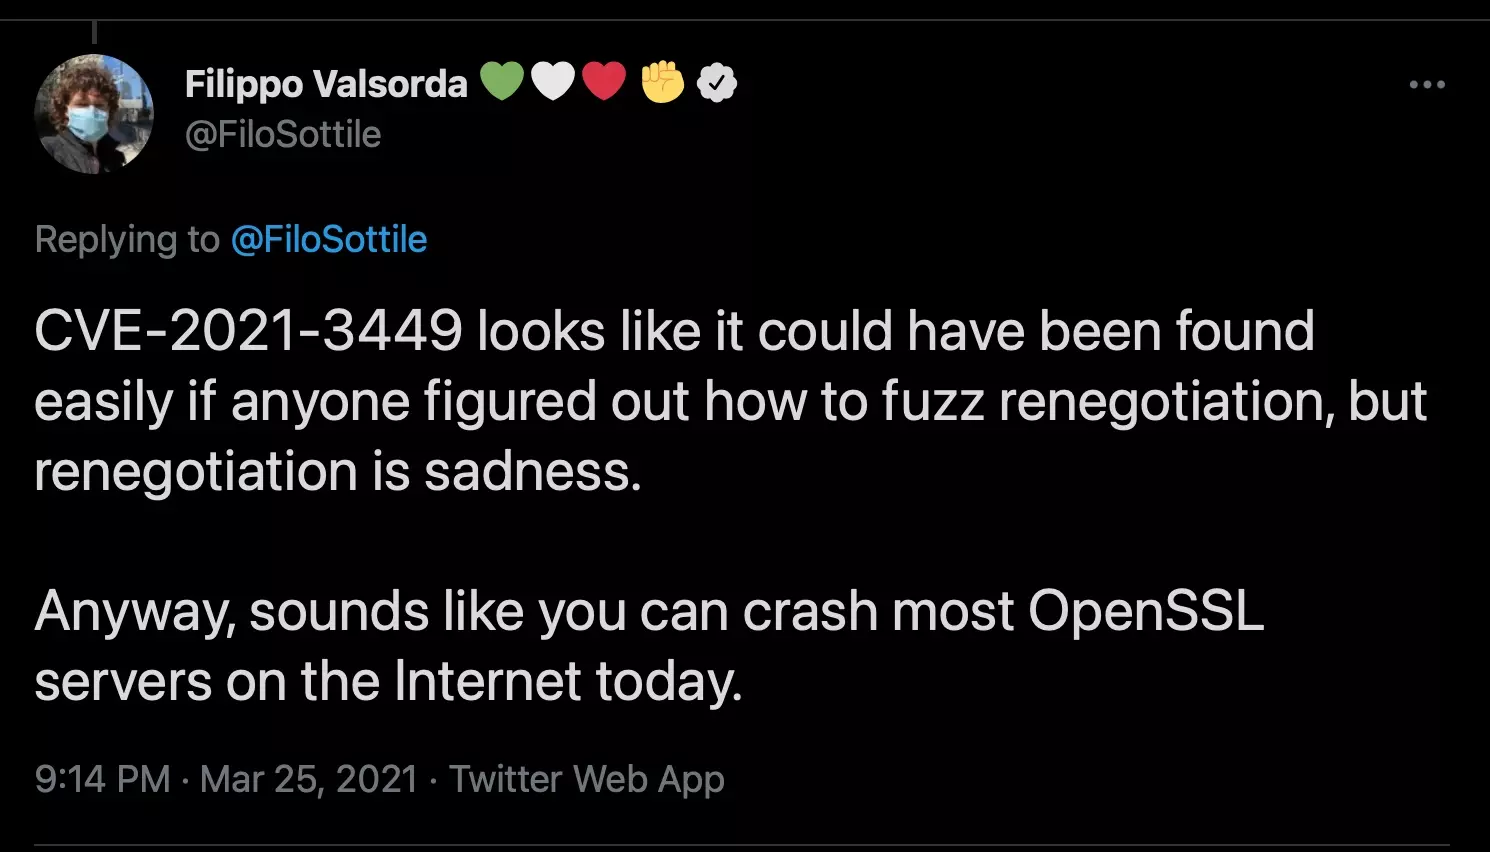 Filippo Valsorda 💚🤍❤️ ✊
@FiloSottile
Replying to @FiloSottile
CVE-2021-3449 looks like it could have been found
easily if anyone figured out how to fuzz renegotiation, but
renegotiation is sadness.
Anyway, sounds like you can crash most OpenSSL
servers on the Internet today.
9:14 PM · Mar 25, 2021 · Twitter Web App